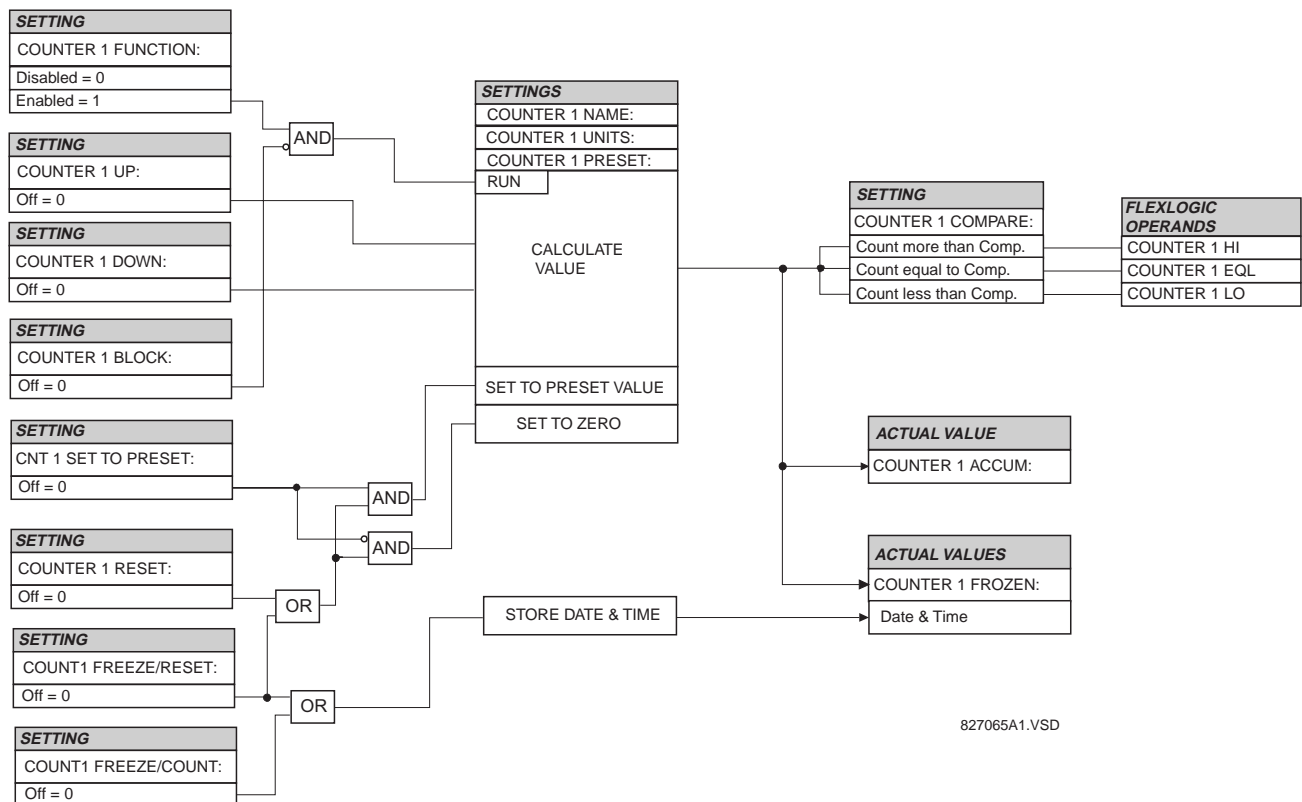 SETTING
COUNTER 1 FUNCTION:
Disabled = 0
Enabled = 1
SETTING
COUNTER 1 UP:
Off = 0
SETTING
COUNTER 1 DOWN:
Off = 0
SETTING
COUNTER 1 BLOCK:
Off = 0
SETTING
CNT 1 SET TO PRESET:
Off = 0
SETTING
COUNTER 1 RESET:
Off = 0
SETTING
COUNT1 FREEZE/RESET:
Off = 0
SETTING
COUNT1 FREEZE/COUNT:
Off = 0
AND
AND
AND
OR
OR
SETTINGS
COUNTER 1 NAME:
COUNTER 1 UNITS:
COUNTER 1 PRESET:
RUN
CALCULATE
VALUE
SET TO PRESET VALUE
SET TO ZERO
STORE DATE & TIME
SETTING
COUNTER 1 COMPARE:
Count more than Comp.
Count equal to Comp.
Count less than Comp.
FLEXLOGIC
OPERANDS
COUNTER 1 HI
COUNTER 1 EQL
COUNTER 1 LO
ACTUAL VALUE
COUNTER 1 ACCUM:
ACTUAL VALUES
COUNTER 1 FROZEN:
Date & Time
827065A1.VSD